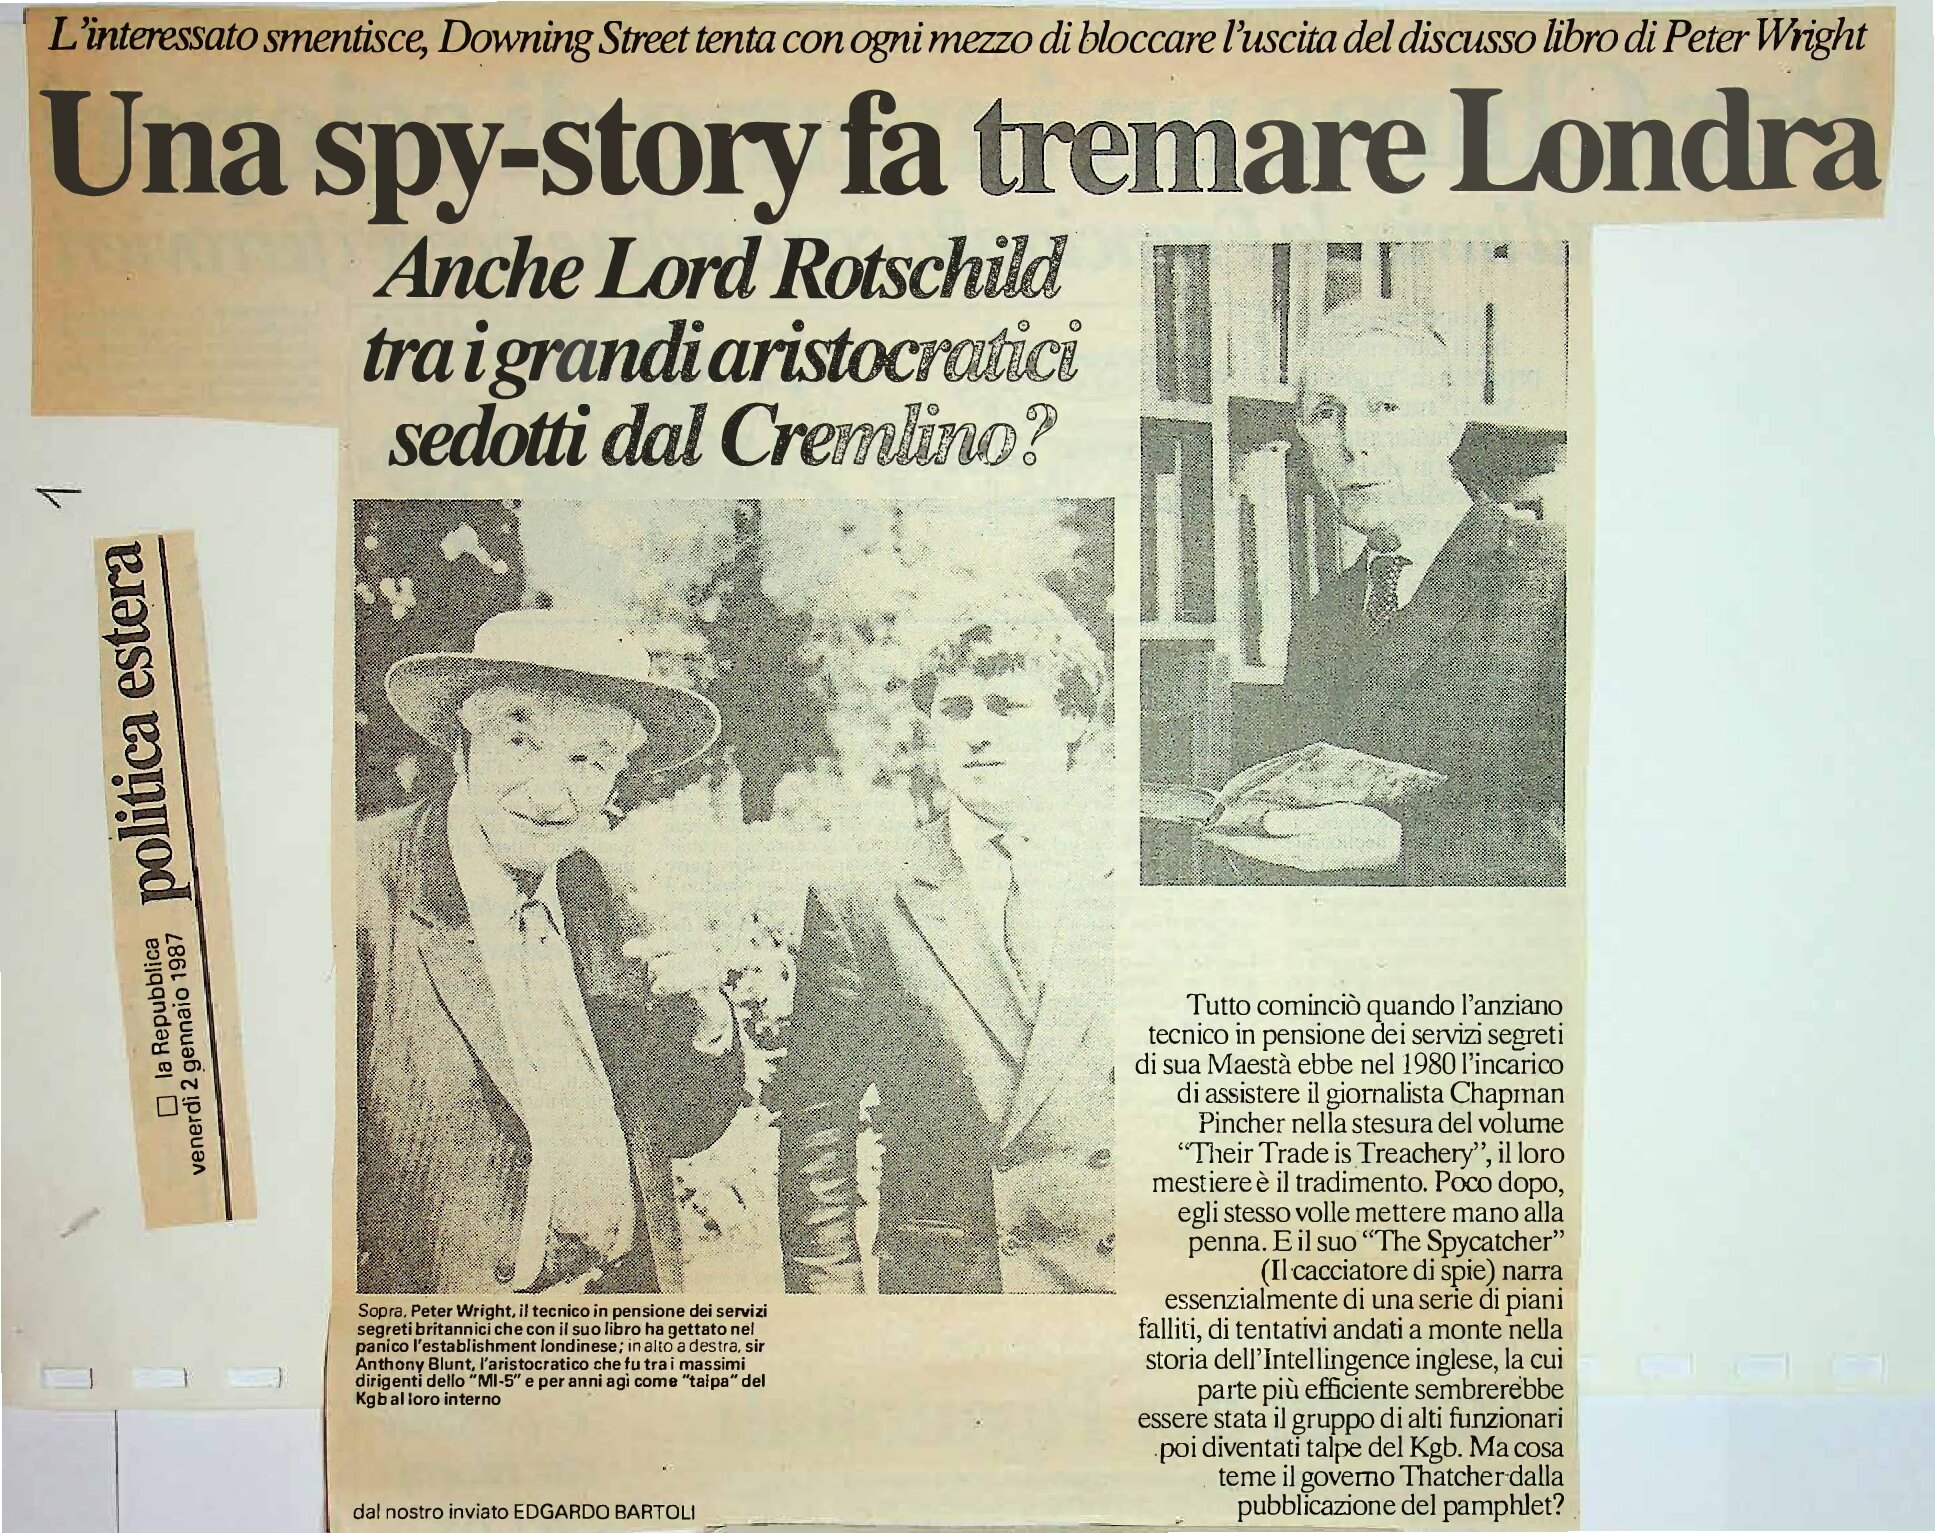 L'interessato smentisce, Downing Street tenta con ogni mezzo di bloccare l'uscita del discusso libro di Peter Wright
Una spy-story fa tremare Londra
Anche Lord Rotschild
tra i grandi aristocratici
sedotti dal Cremlino?
1
politica estera
la Repubblica
venerdì 2 gennaio 1987
Sopra, Peter Wright, il tecnico in pensione dei servizi
segreti britannici che con il suo libro ha gettato nel
panico l'establishment londinese; in alto a destra, sir
Anthony Blunt, l'aristocratico che fu tra i massimi
dirigenti dello "MI-5" e per anni agì come "talpa" del
Kgb al loro interno
dal nostro inviato EDGARDO BARTOLI
Tutto cominciò quando l'anziano
tecnico in pensione dei servizi segreti
di sua Maestà ebbe nel 1980 l'incarico
di assistere il giornalista Chapman
Pincher nella stesura del volume
“Their Trade is Treachery”, il loro
mestiere è il tradimento. Poco dopo,
egli stesso volle mettere mano alla
penna. E il suo “The Spycatcher”
(Il cacciatore di spie) narra
essenzialmente di una serie di piani
falliti, di tentativi andati a monte nella
storia dell'Intellingence inglese, la cui
parte più efficiente sembrerebbe
essere stata il gruppo di alti funzionari
poi diventati talpe del Kgb. Ma cosa
teme il governo Thatcher dalla
pubblicazione del pamphlet?